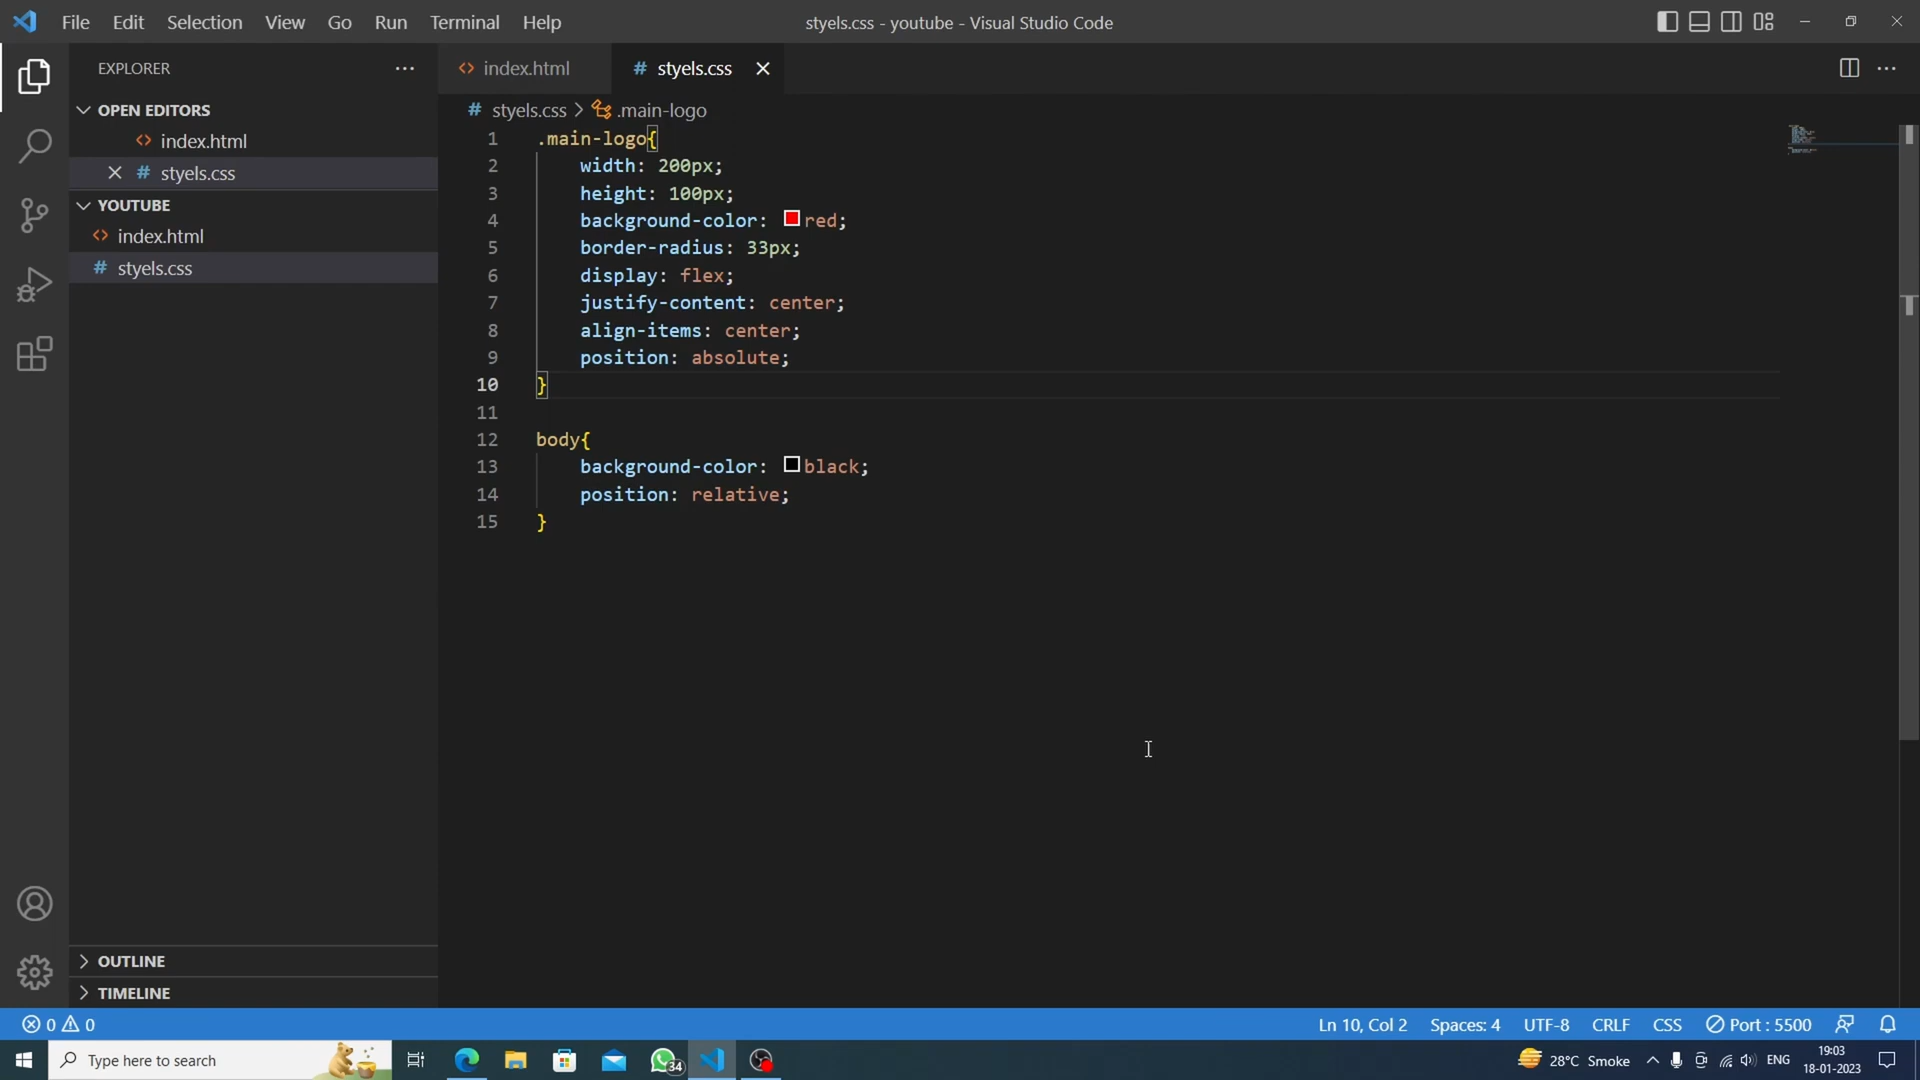 File Edit Selection View Go Run Terminal Help
styels.css - youtube - Visual Studio Code
EXPLORER
OPEN EDITORS
index.html
styels.css
YOUTUBE
index.html
styels.css
OUTLINE
TIMELINE
index.html
styels.css
styels.css > .main-logo
1 .main-logo{
2 width: 200px;
3 height: 100px;
4 background-color: red;
5 border-radius: 33px;
6 display: flex;
7 justify-content: center;
8 align-items: center;
9 position: absolute;
10 }
11
12 body{
13 background-color: black;
14 position: relative;
15 }
0 0
Ln 10, Col 2 Spaces: 4 UTF-8 CRLF CSS Port : 5500
Type here to search
34
28°C Smoke
ENG
19:03
18-01-2023